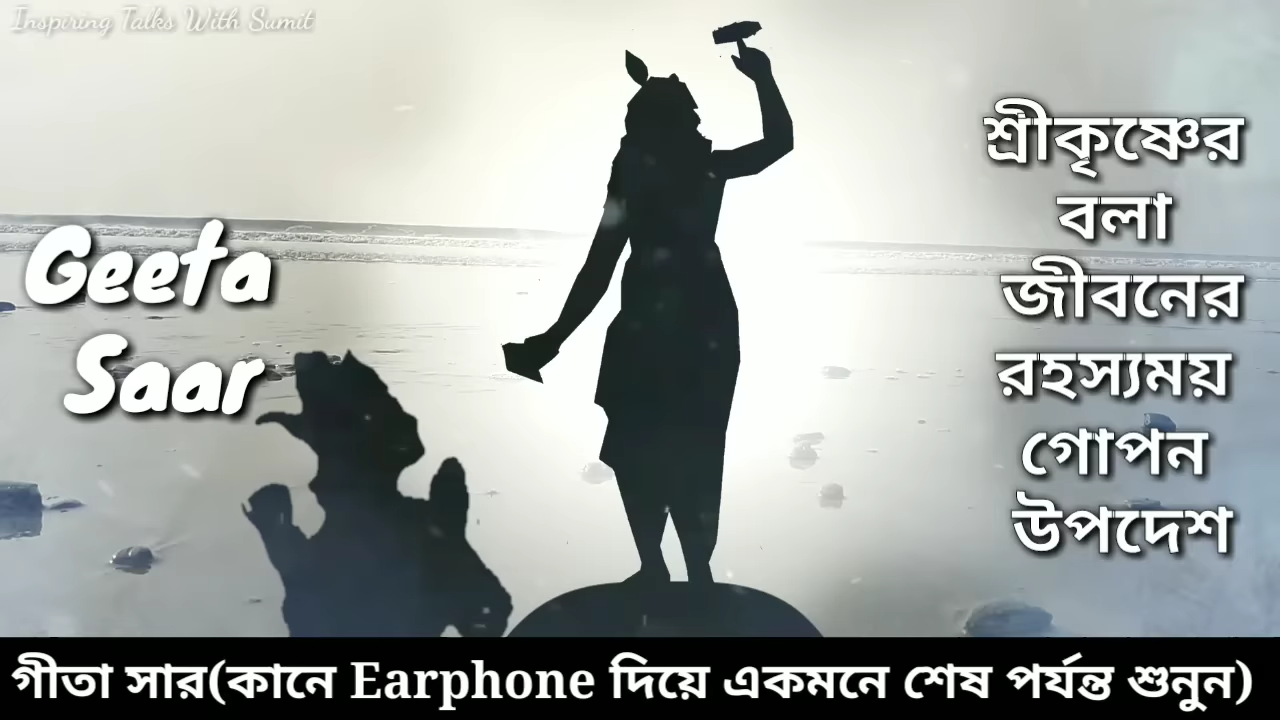 Inspiring Talks With Sumit
Geeta
Saar
শ্রীকৃষ্ণের
বলা
জীবনের
রহস্যময়
গোপন
উপদেশ
গীতা সার(কানে Earphone দিয়ে একমনে শেষ পর্যন্ত শুনুন)